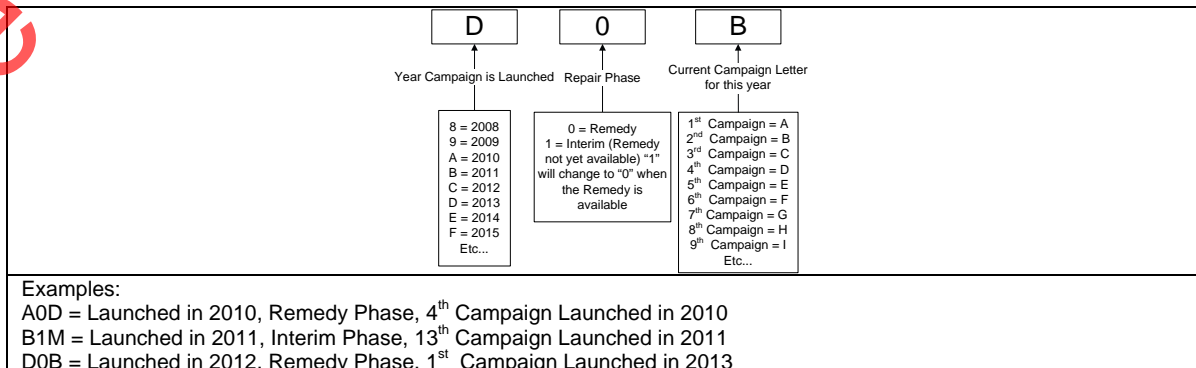 D 0 B
Year Campaign is Launched
Repair Phase
Current Campaign Letter
for this year
8 = 2008
9 = 2009
A = 2010
B = 2011
C = 2012
D = 2013
E = 2014
F = 2015
Etc...
0 = Remedy
1 = Interim (Remedy
not yet available) “1”
will change to “0” when
the Remedy is
available
1st Campaign = A
2nd Campaign = B
3rd Campaign = C
4th Campaign = D
5th Campaign = E
6th Campaign = F
7th Campaign = G
8th Campaign = H
9th Campaign = I
Etc...
Examples:
A0D = Launched in 2010, Remedy Phase, 4th Campaign Launched in 2010
B1M = Launched in 2011, Interim Phase, 13th Campaign Launched in 2011
D0B = Launched in 2012, Remedy Phase, 1st Campaign Launched in 2013